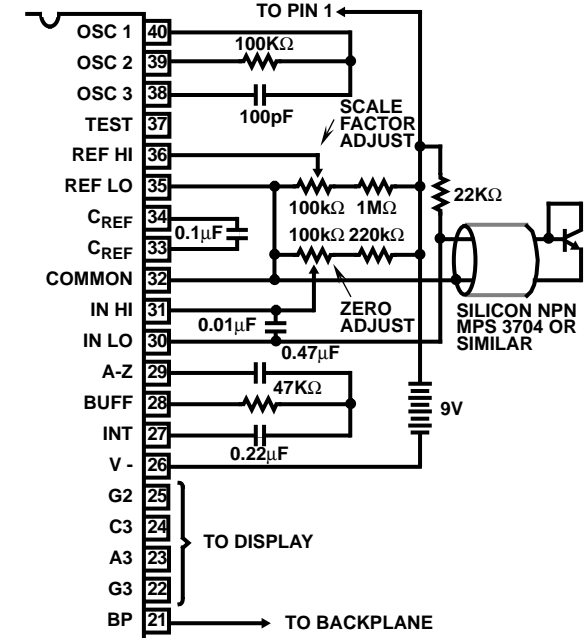 TO PIN 1
OSC 1 40
100KΩ
OSC 2 39
OSC 3 38
100pF
TEST 37
SCALE
FACTOR
ADJUST
REF HI 36
REF LO 35
100kΩ 1MΩ
22KΩ
CREF 34
0.1µF
100kΩ 220kΩ
CREF 33
COMMON 32
IN HI 31
0.01µF
ZERO
ADJUST
SILICON NPN
MPS 3704 OR
SIMILAR
IN LO 30
0.47µF
A-Z 29
47KΩ
BUFF 28
9V
INT 27
0.22µF
V - 26
G2 25
C3 24
TO DISPLAY
A3 23
G3 22
BP 21
TO BACKPLANE